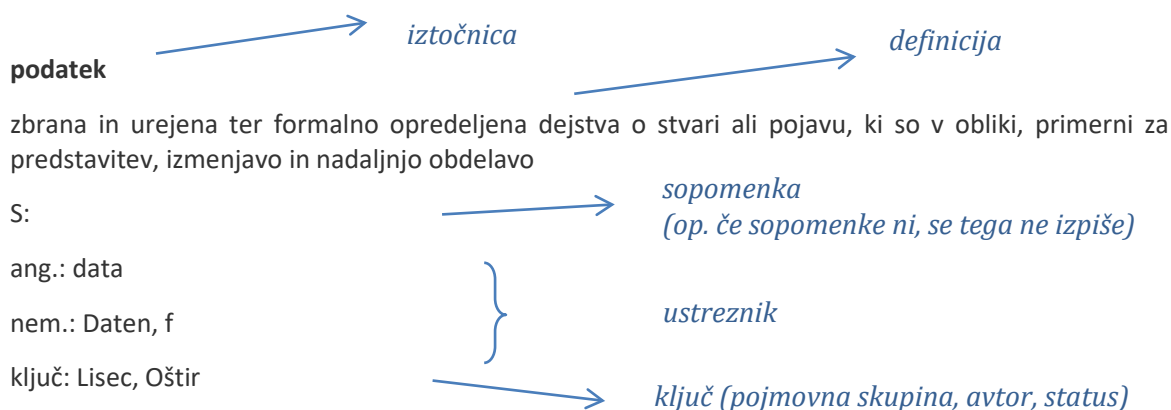 iztočnica
definicija
podatek
zbrana in urejena ter formalno opredeljena dejstva o stvari ali pojavu, ki so v obliki, primerni za
predstavitev, izmenjavo in nadaljnjo obdelavo
sopomenka
S:
(op. če sopomenke ni, se tega ne izpiše)
ang.: data
nem.: Daten, f
ustreznik
ključ: Lisec, Oštir
ključ (pojmovna skupina, avtor, status)